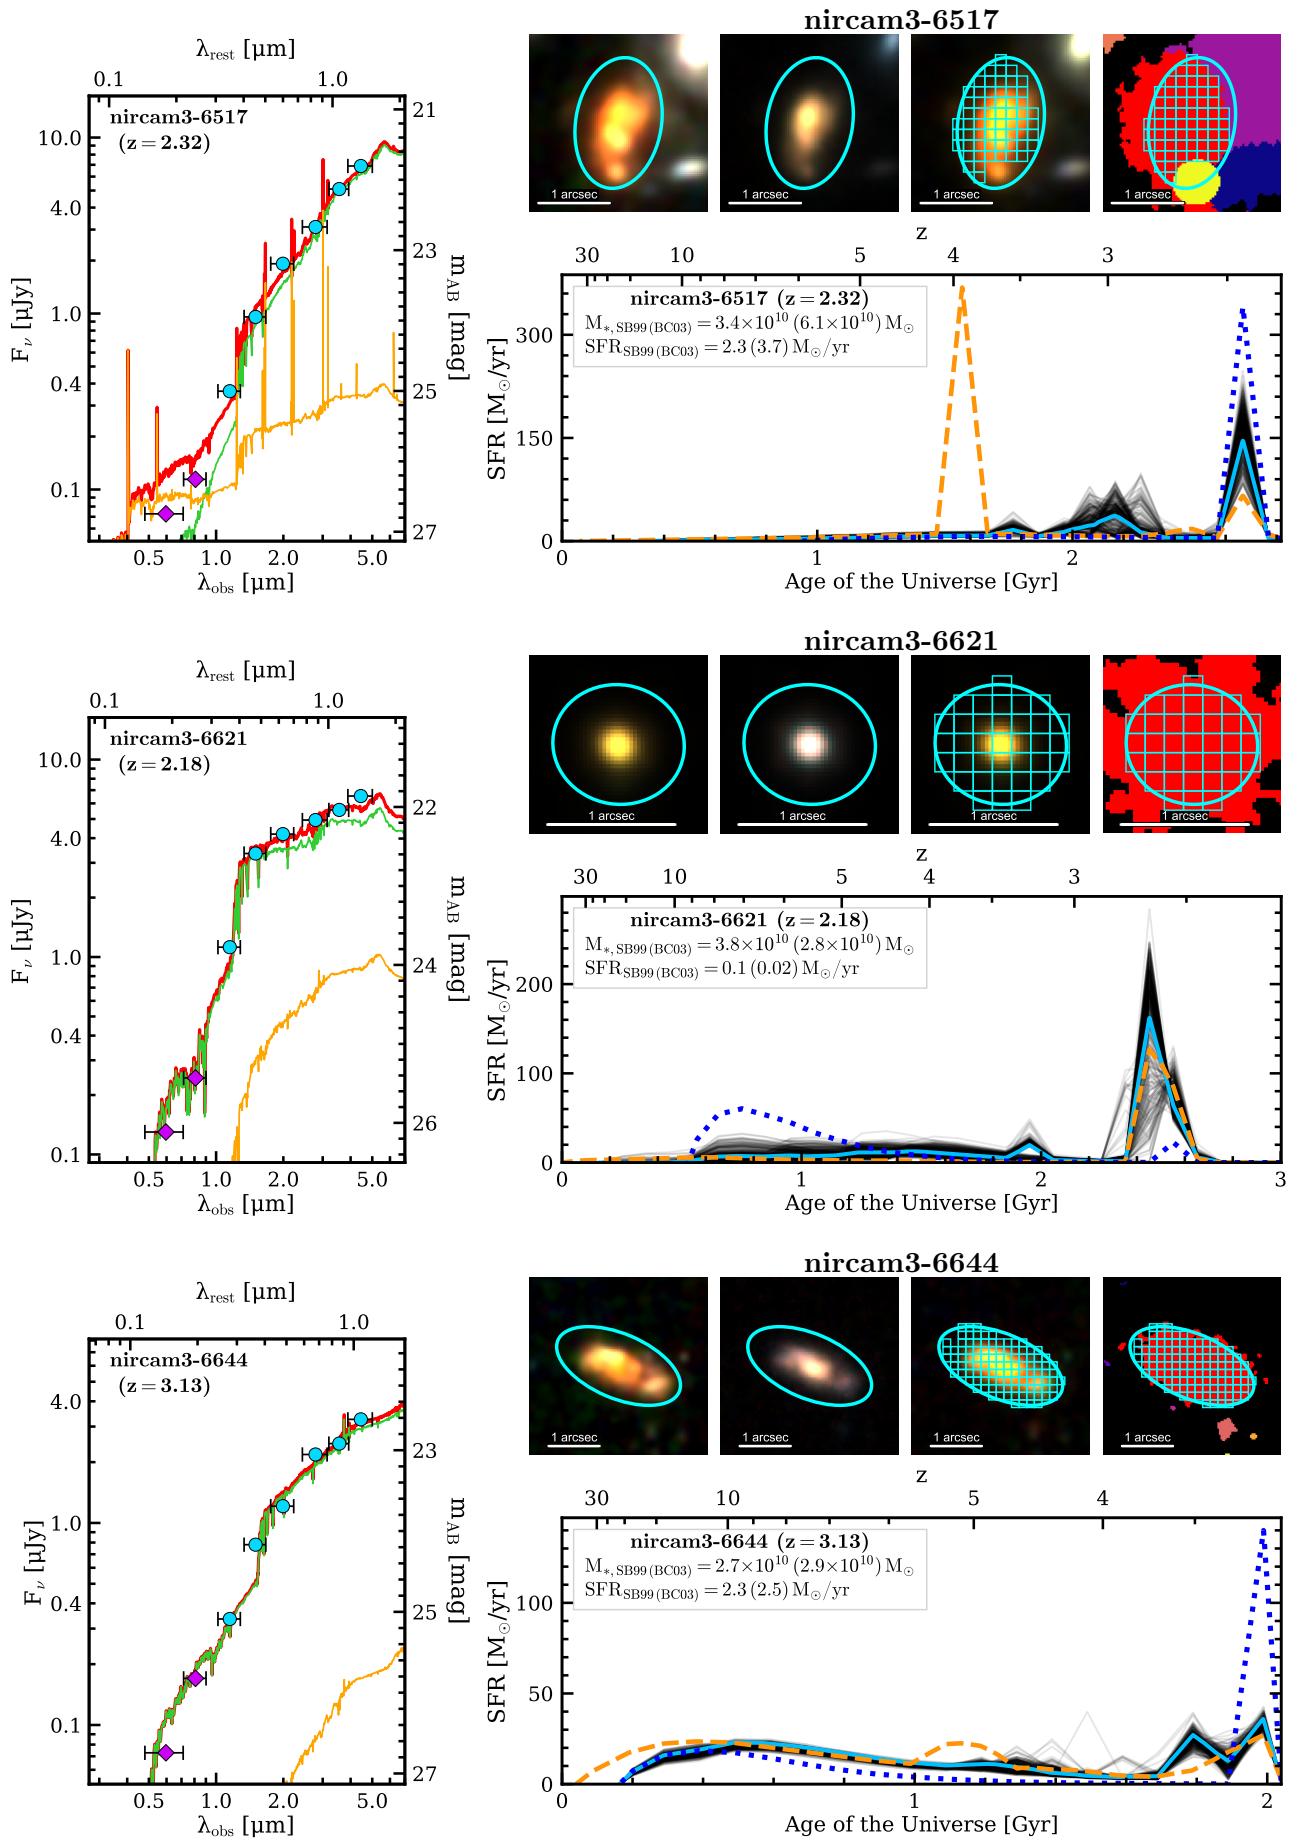 nircam3-6517
λrest [μm]
0.1 1.0
nircam3-6517
(z = 2.32)
10.0
4.0
1.0
0.4
0.1
Fν [μJy]
21
23
25
27
mAB [mag]
0.5 1.0 2.0 5.0
λobs [μm]
1 arcsec
1 arcsec
1 arcsec
1 arcsec
z
30 10 5 4 3
nircam3-6517 (z = 2.32)
M*, SB99 (BC03) = 3.4×10^10 (6.1×10^10) M⊙
SFRSB99 (BC03) = 2.3 (3.7) M⊙/yr
SFR [M⊙/yr]
300
150
0
0 1 2
Age of the Universe [Gyr]
nircam3-6621
λrest [μm]
0.1 1.0
nircam3-6621
(z = 2.18)
10.0
4.0
1.0
0.4
0.1
Fν [μJy]
22
24
26
mAB [mag]
0.5 1.0 2.0 5.0
λobs [μm]
1 arcsec
1 arcsec
1 arcsec
1 arcsec
z
30 10 5 4 3
nircam3-6621 (z = 2.18)
M*, SB99 (BC03) = 3.8×10^10 (2.8×10^10) M⊙
SFRSB99 (BC03) = 0.1 (0.02) M⊙/yr
SFR [M⊙/yr]
200
100
0
0 1 2 3
Age of the Universe [Gyr]
nircam3-6644
λrest [μm]
0.1 1.0
nircam3-6644
(z = 3.13)
4.0
1.0
0.4
0.1
Fν [μJy]
23
25
27
mAB [mag]
0.5 1.0 2.0 5.0
λobs [μm]
1 arcsec
1 arcsec
1 arcsec
1 arcsec
z
30 10 5 4
nircam3-6644 (z = 3.13)
M*, SB99 (BC03) = 2.7×10^10 (2.9×10^10) M⊙
SFRSB99 (BC03) = 2.3 (2.5) M⊙/yr
SFR [M⊙/yr]
100
50
0
0 1 2
Age of the Universe [Gyr]